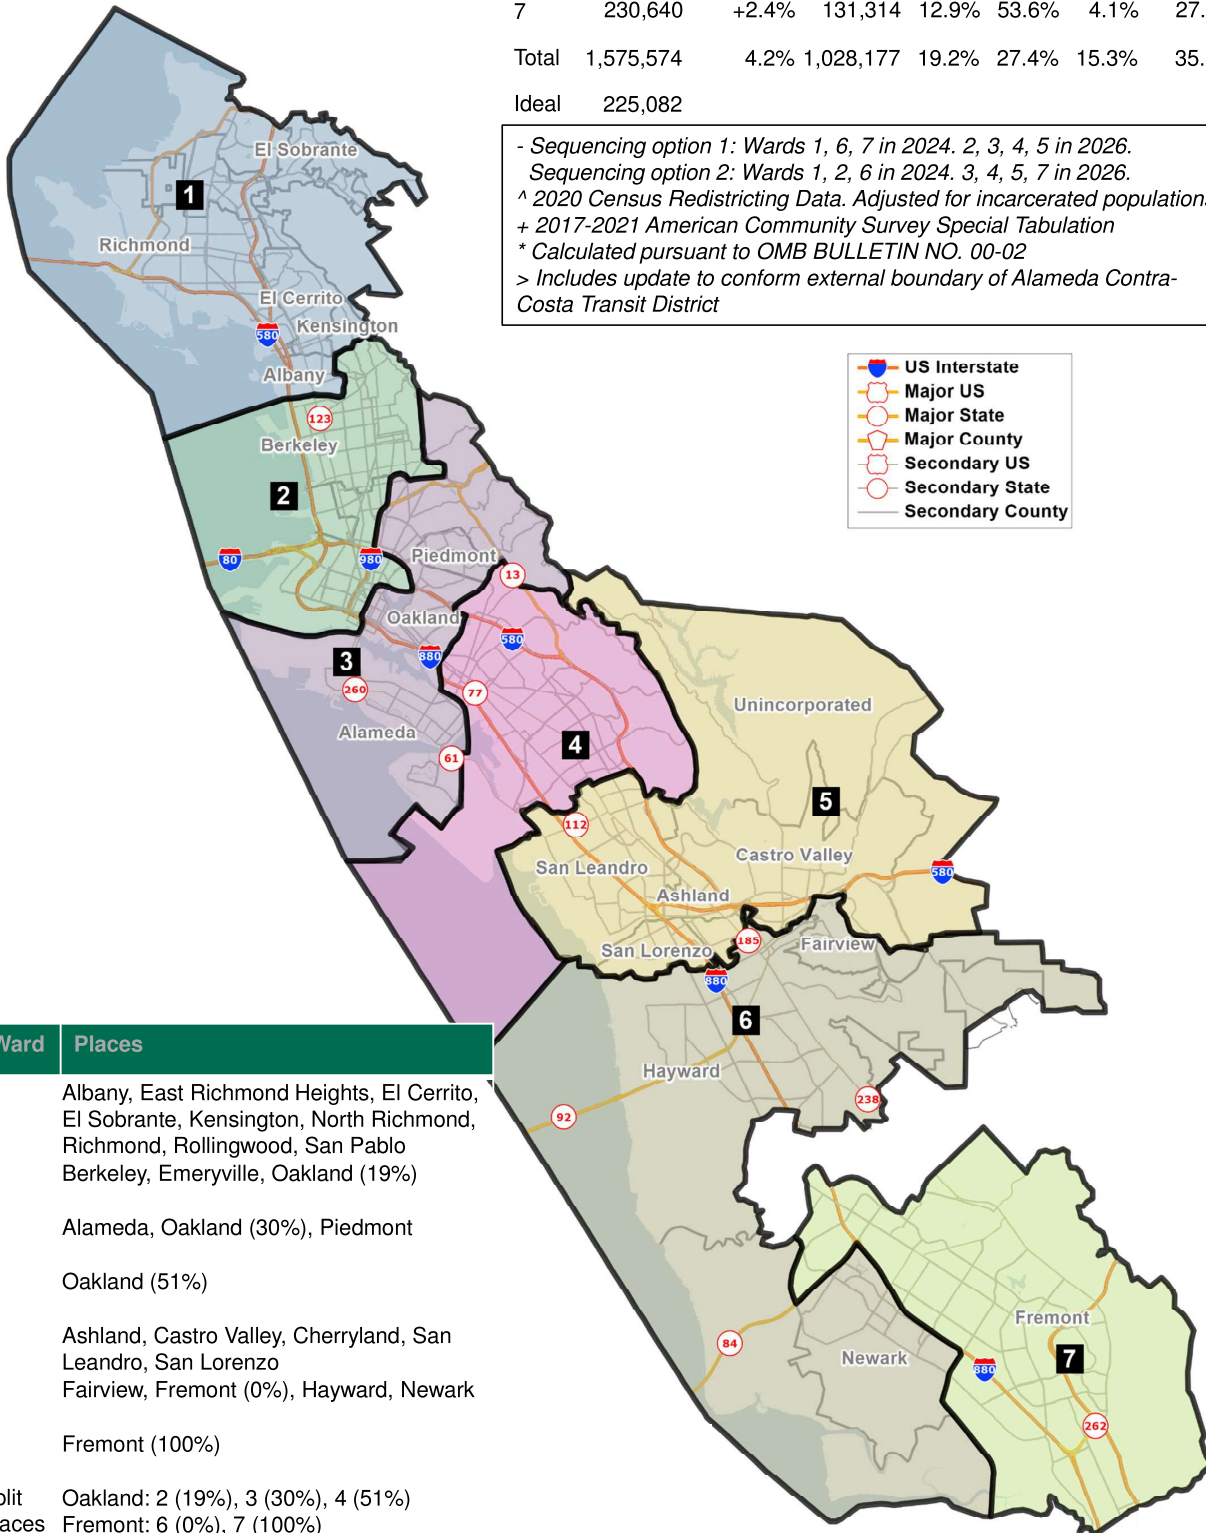 7 230,640 +2.4% 131,314 12.9% 53.6% 4.1% 27.
Total 1,575,574 4.2% 1,028,177 19.2% 27.4% 15.3% 35.
Ideal 225,082
- Sequencing option 1: Wards 1, 6, 7 in 2024. 2, 3, 4, 5 in 2026.
Sequencing option 2: Wards 1, 2, 6 in 2024. 3, 4, 5, 7 in 2026.
^ 2020 Census Redistricting Data. Adjusted for incarcerated populations
+ 2017-2021 American Community Survey Special Tabulation
* Calculated pursuant to OMB BULLETIN NO. 00-02
> Includes update to conform external boundary of Alameda Contra-
Costa Transit District
US Interstate
Major US
Major State
Major County
Secondary US
Secondary State
Secondary County
El Sobrante
1
Richmond
El Cerrito
Kensington
580
Albany
123
Berkeley
2
80
980
Piedmont
13
Oakland
580
880
3
260
77
Alameda
61
4
Unincorporated
5
112
San Leandro
Castro Valley
580
Ashland
San Lorenzo
185
Fairview
880
6
Hayward
92
238
84
Newark
Fremont
7
880
262
Ward Places
Albany, East Richmond Heights, El Cerrito,
El Sobrante, Kensington, North Richmond,
Richmond, Rollingwood, San Pablo
Berkeley, Emeryville, Oakland (19%)
Alameda, Oakland (30%), Piedmont
Oakland (51%)
Ashland, Castro Valley, Cherryland, San
Leandro, San Lorenzo
Fairview, Fremont (0%), Hayward, Newark
Fremont (100%)
plit Oakland: 2 (19%), 3 (30%), 4 (51%)
aces Fremont: 6 (0%), 7 (100%)